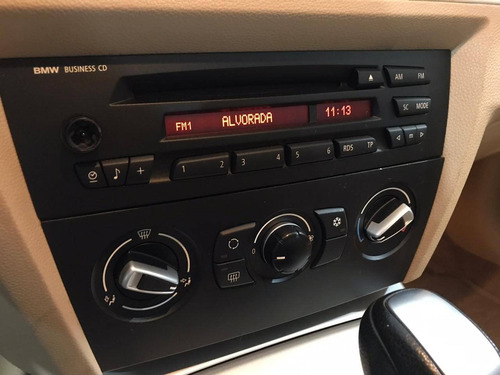 BMW BUSINESS CD
AM FM
FM1 ALVORADA 11:13
SC MODE
1 2 3 4 5 6 RDS TP
m
0